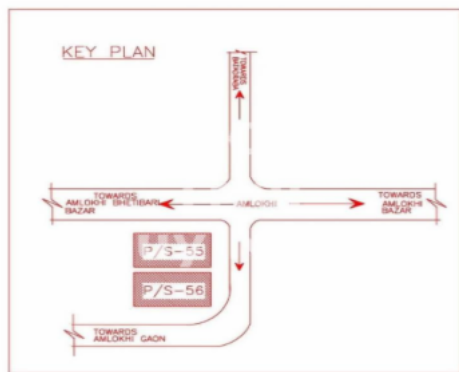 KEY PLAN
TOWARDS
TOWARDS
AMLOKHI BHETIBARI
BAZAR
AMLOKHI
TOWARDS
AMLOKHI
BAZAR
P/S-55
P/S-56
TOWARDS
AMLOKHI GAON